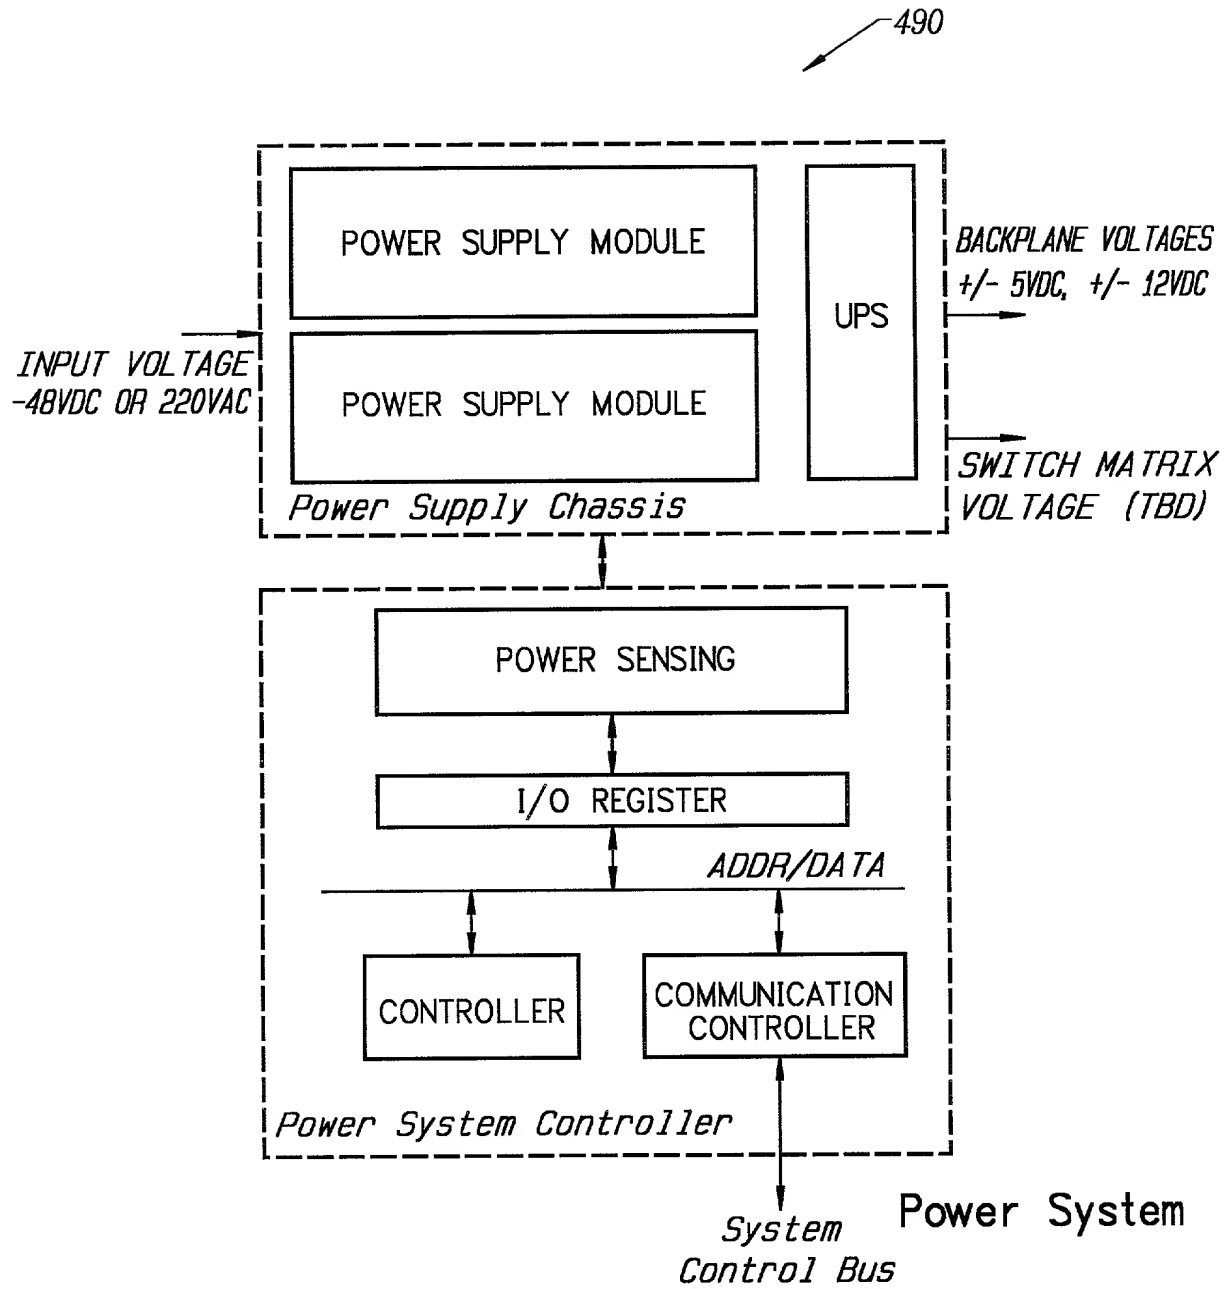 490
POWER SUPPLY MODULE
UPS
BACKPLANE VOLTAGES
+/- 5VDC, +/- 12VDC
INPUT VOLTAGE
-48VDC OR 220VAC
POWER SUPPLY MODULE
SWITCH MATRIX
VOLTAGE (TBD)
Power Supply Chassis
POWER SENSING
I/O REGISTER
ADDR/DATA
CONTROLLER
COMMUNICATION
CONTROLLER
Power System Controller
System
Control Bus
Power System